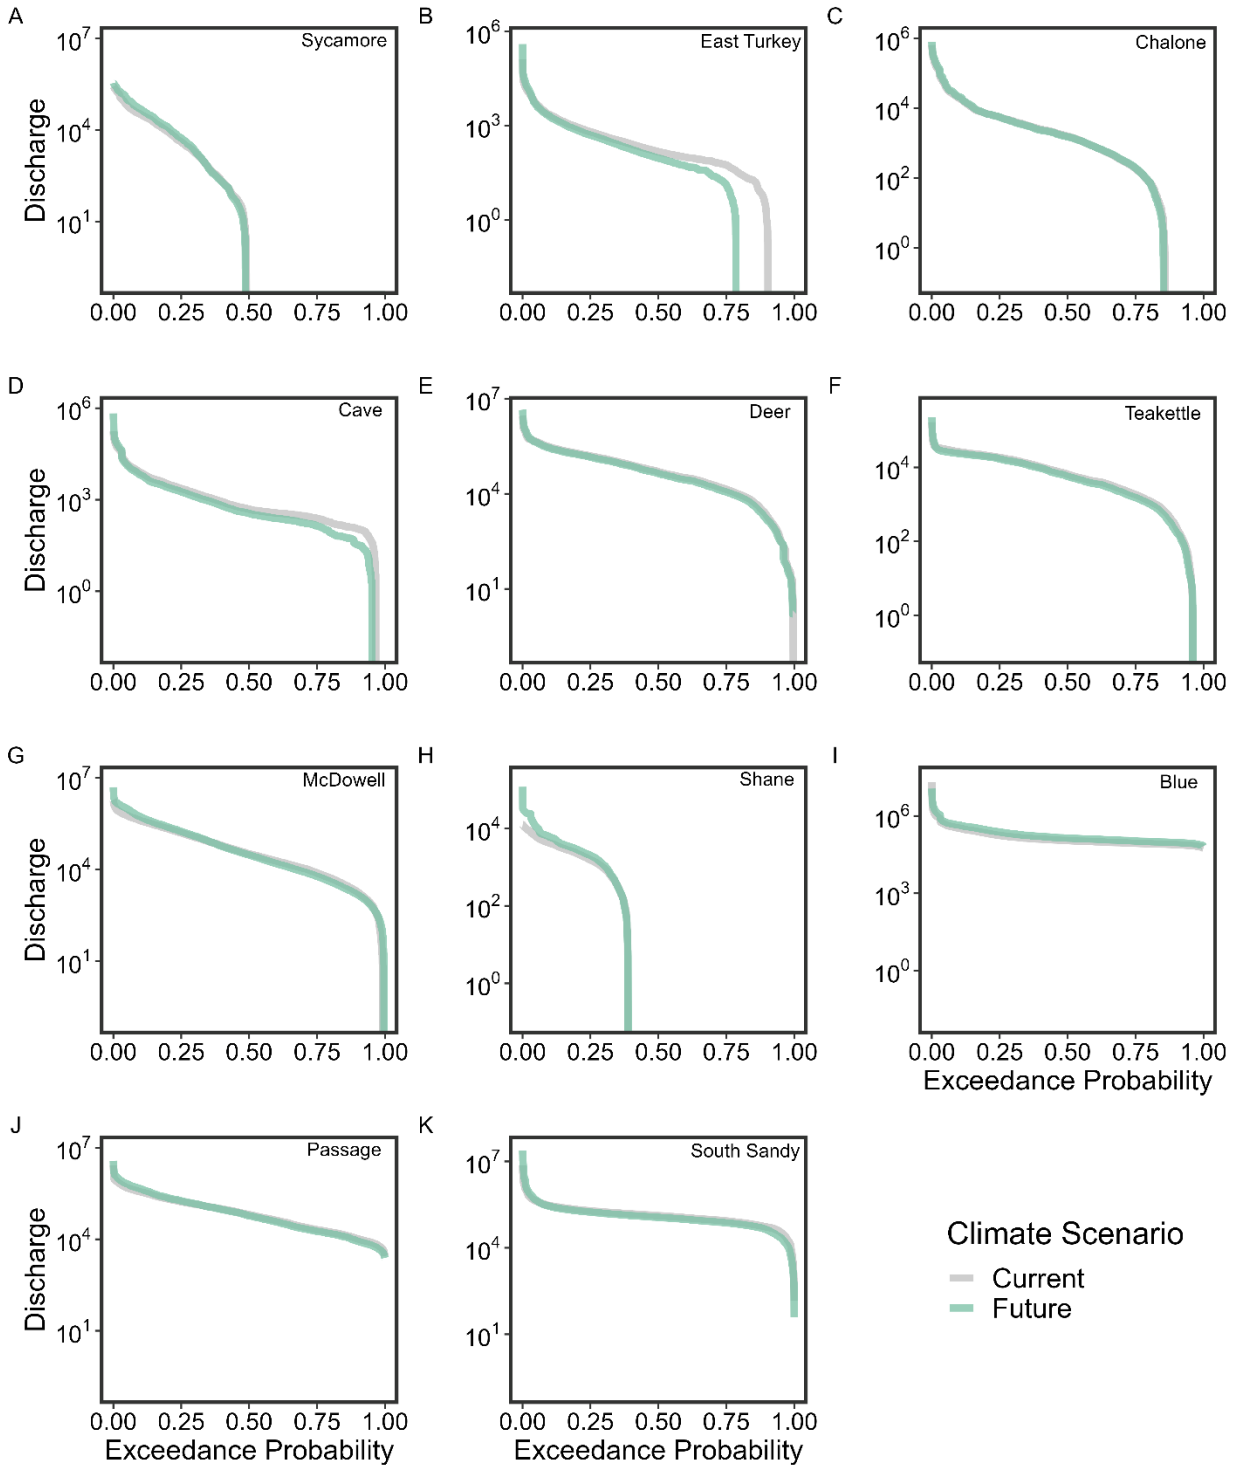 A
Sycamore
10^7
10^4
10^1
Discharge
0.00 0.25 0.50 0.75 1.00
B
East Turkey
10^6
10^3
10^0
0.00 0.25 0.50 0.75 1.00
C
Chalone
10^6
10^4
10^2
10^0
0.00 0.25 0.50 0.75 1.00
D
Cave
10^6
10^3
10^0
Discharge
0.00 0.25 0.50 0.75 1.00
E
Deer
10^7
10^4
10^1
0.00 0.25 0.50 0.75 1.00
F
Teakettle
10^4
10^2
10^0
0.00 0.25 0.50 0.75 1.00
G
McDowell
10^7
10^4
10^1
Discharge
0.00 0.25 0.50 0.75 1.00
H
Shane
10^4
10^2
10^0
0.00 0.25 0.50 0.75 1.00
I
Blue
10^6
10^3
10^0
0.00 0.25 0.50 0.75 1.00
Exceedance Probability
J
Passage
10^7
10^4
10^1
Discharge
0.00 0.25 0.50 0.75 1.00
Exceedance Probability
K
South Sandy
10^7
10^4
10^1
0.00 0.25 0.50 0.75 1.00
Exceedance Probability
Climate Scenario
Current
Future